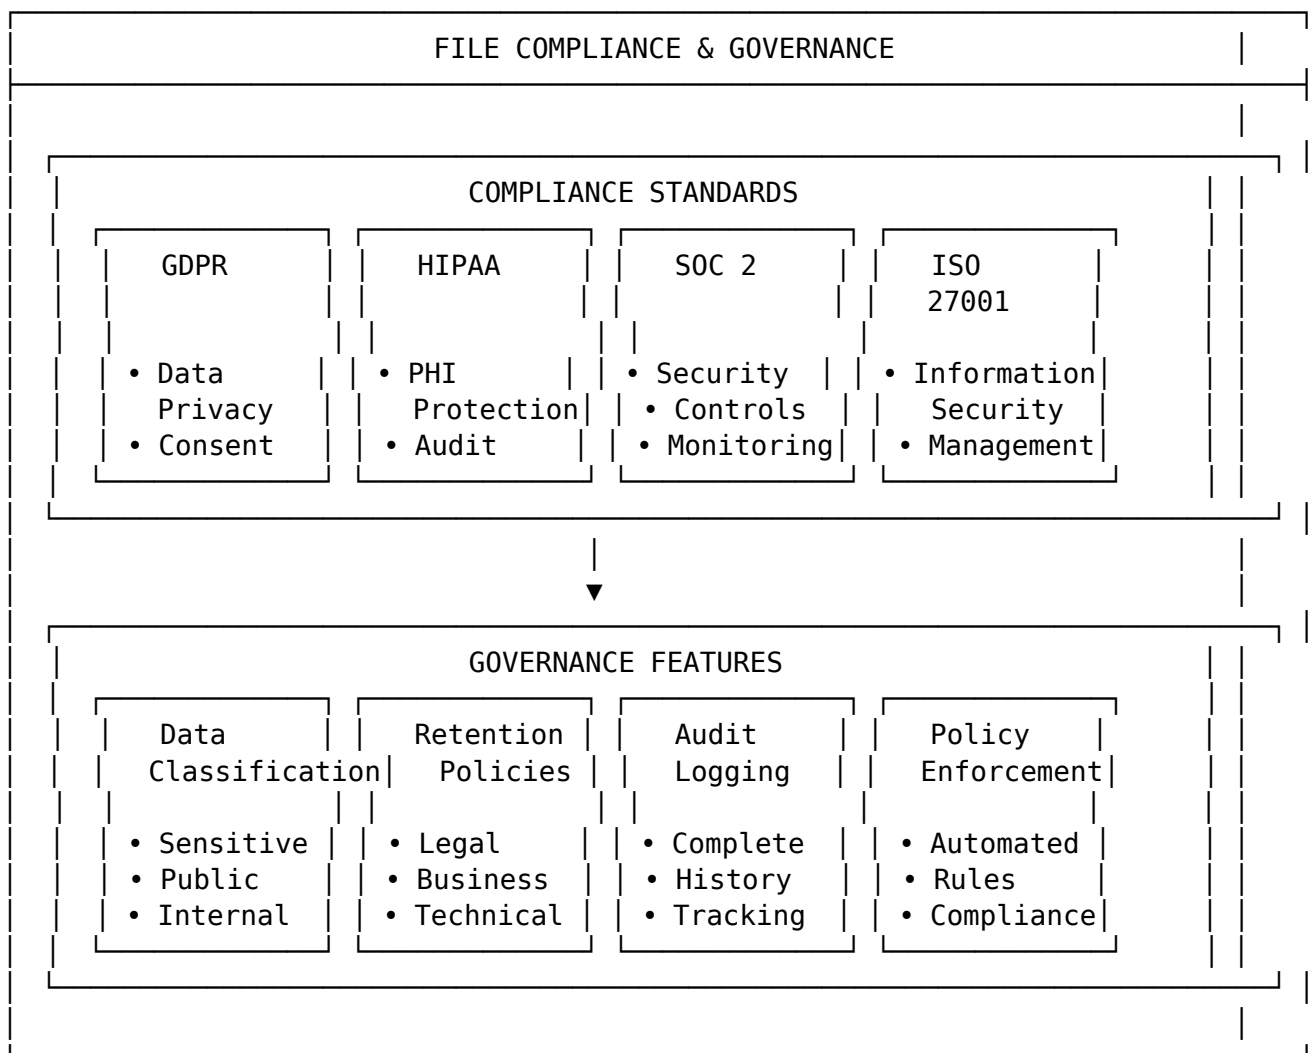 FILE COMPLIANCE & GOVERNANCE
COMPLIANCE STANDARDS
GDPR HIPAA SOC 2 ISO
27001
• Data • PHI • Security • Information
Privacy Protection • Controls Security
• Consent • Audit • Monitoring • Management
▼
GOVERNANCE FEATURES
Data Retention Audit Policy
Classification Policies Logging Enforcement
• Sensitive • Legal • Complete • Automated
• Public • Business • History • Rules
• Internal • Technical • Tracking • Compliance